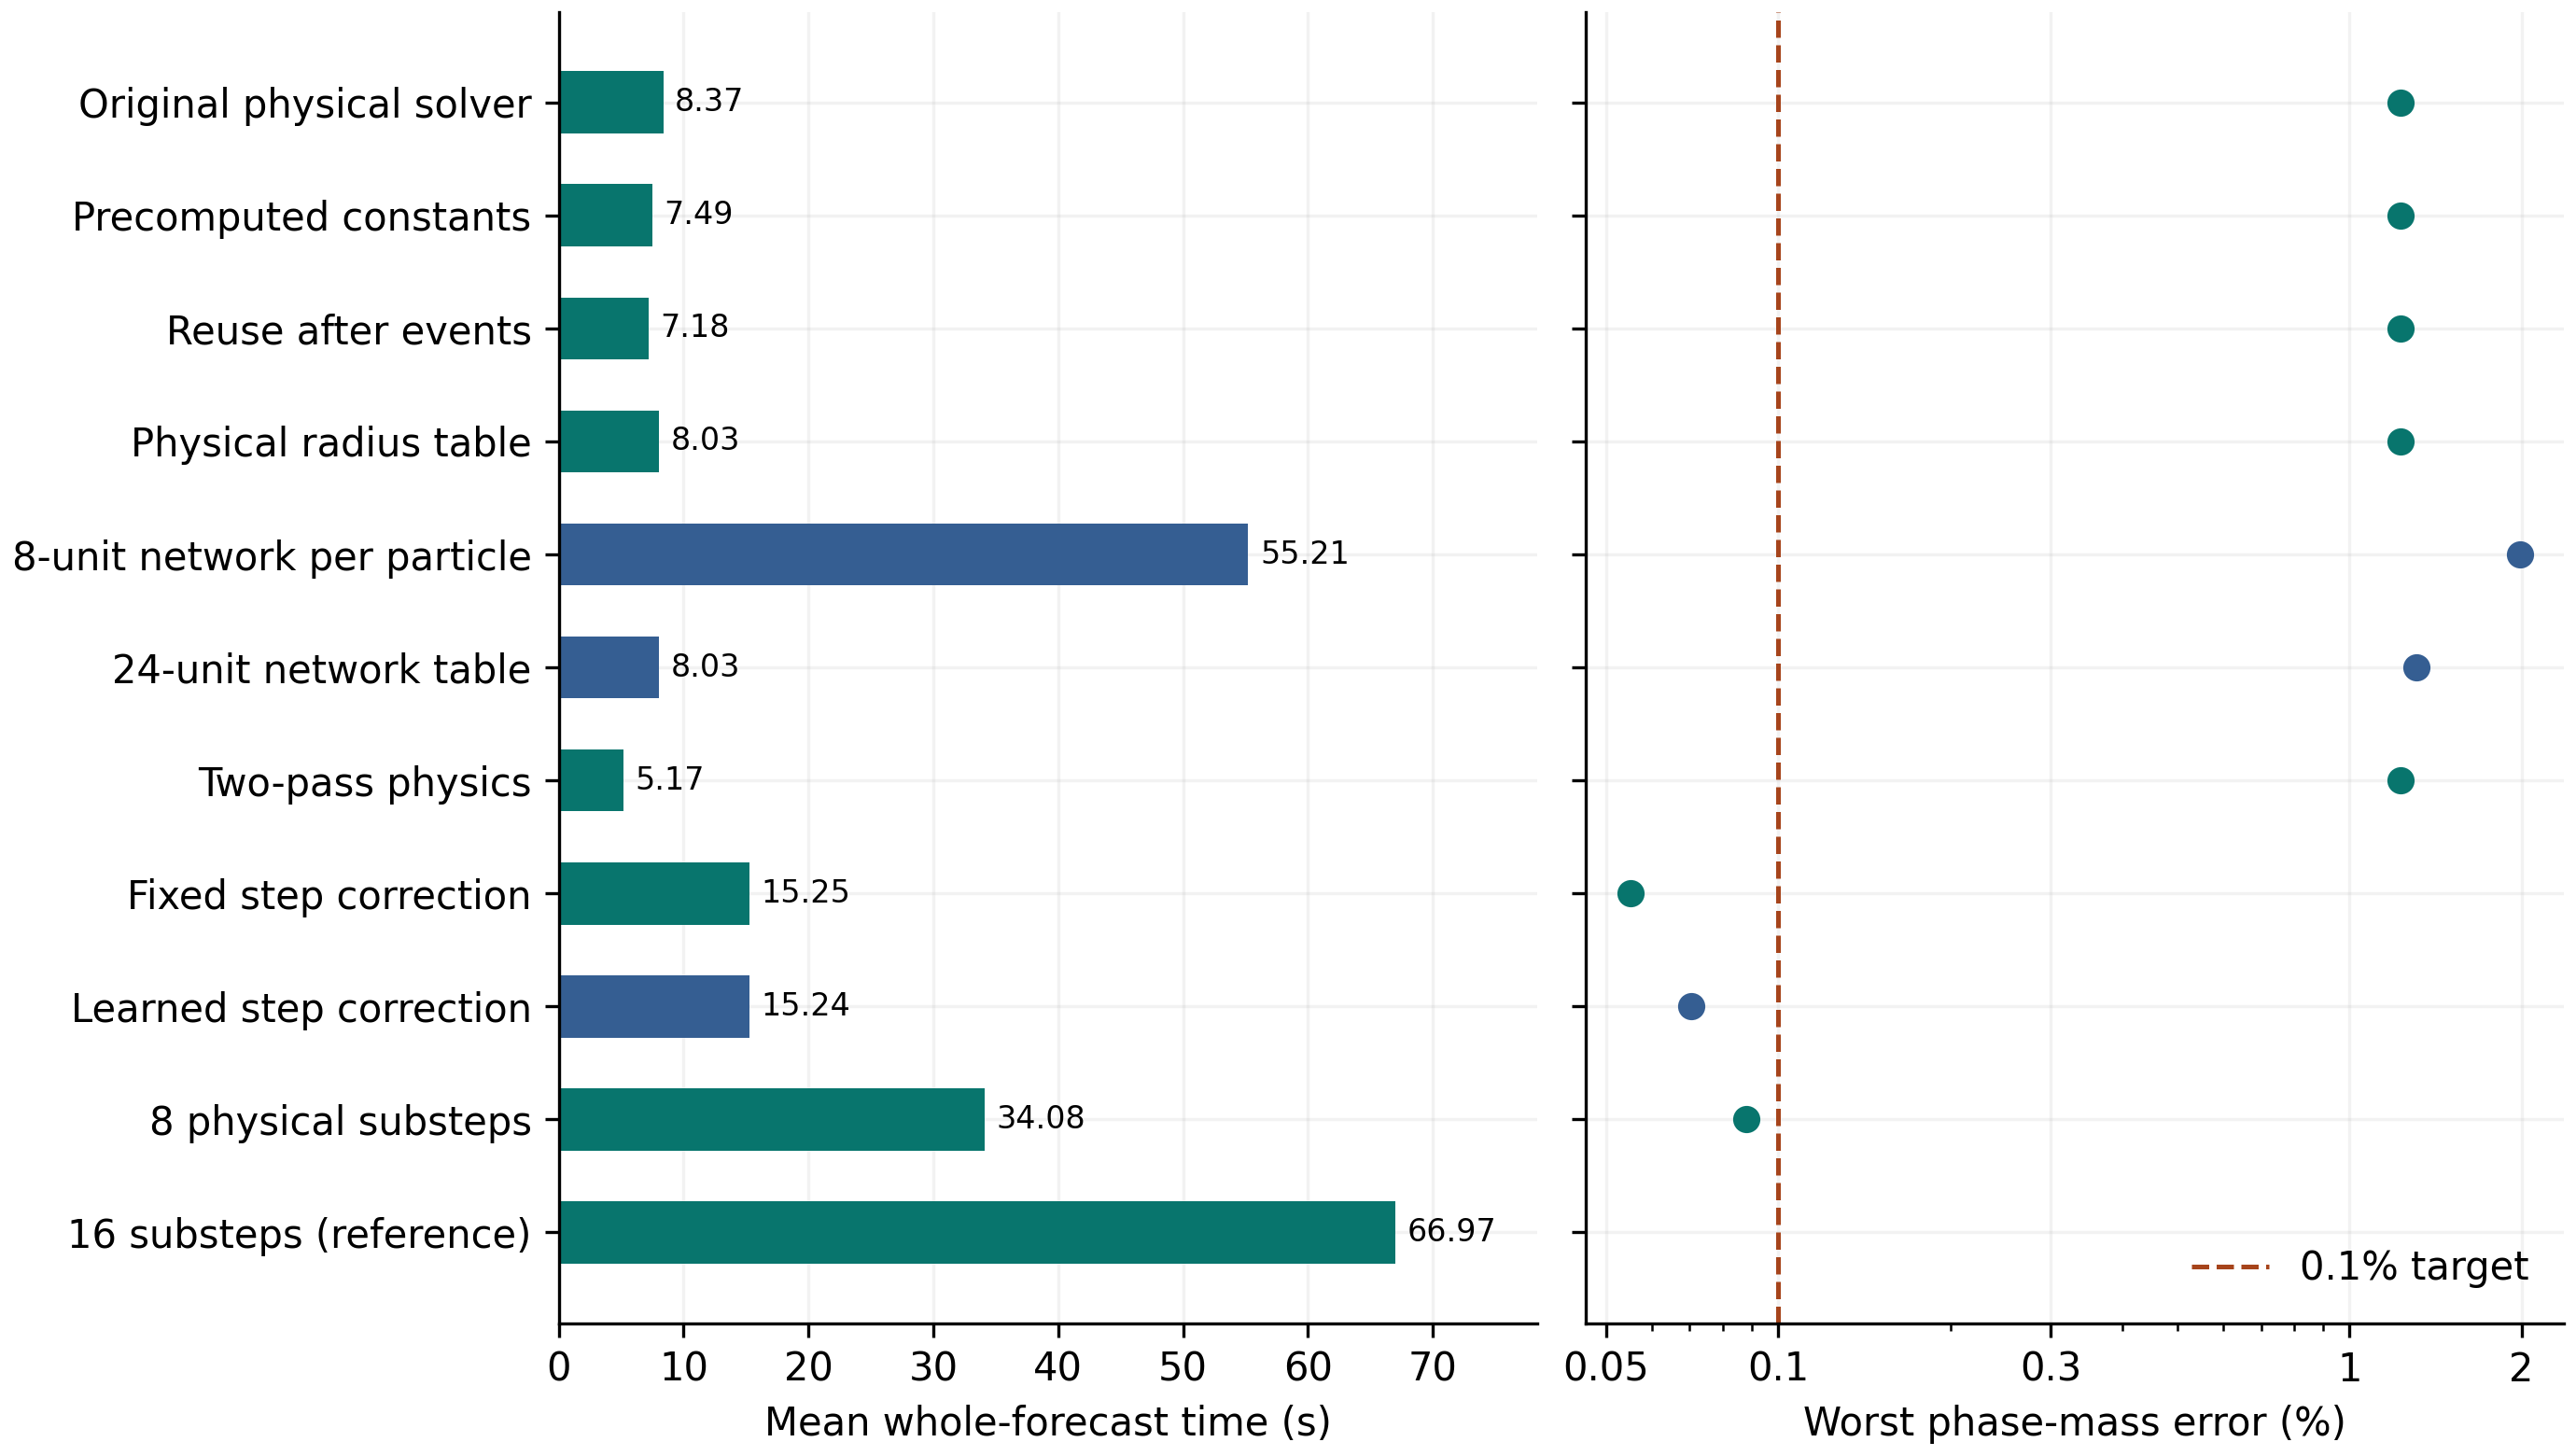 Original physical solver 8.37
Precomputed constants 7.49
Reuse after events 7.18
Physical radius table 8.03
8-unit network per particle 55.21
24-unit network table 8.03
Two-pass physics 5.17
Fixed step correction 15.25
Learned step correction 15.24
8 physical substeps 34.08
16 substeps (reference) 66.97
0.1% target
0 10 20 30 40 50 60 70
Mean whole-forecast time (s)
0.05 0.1 0.3 1 2
Worst phase-mass error (%)